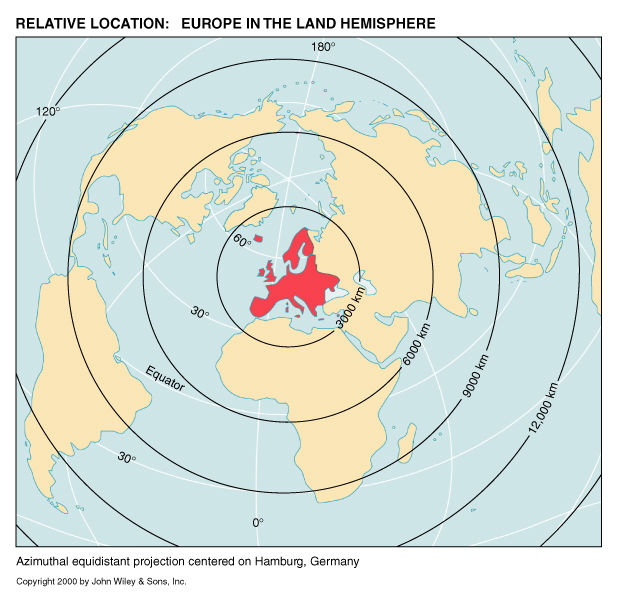 RELATIVE LOCATION: EUROPE IN THE LAND HEMISPHERE
180°
120°
60°
30°
3000 km
6000 km
Equator
9000 km
12,000 km
30°
0°
Azimuthal equidistant projection centered on Hamburg, Germany
Copyright 2000 by John Wiley & Sons, Inc.